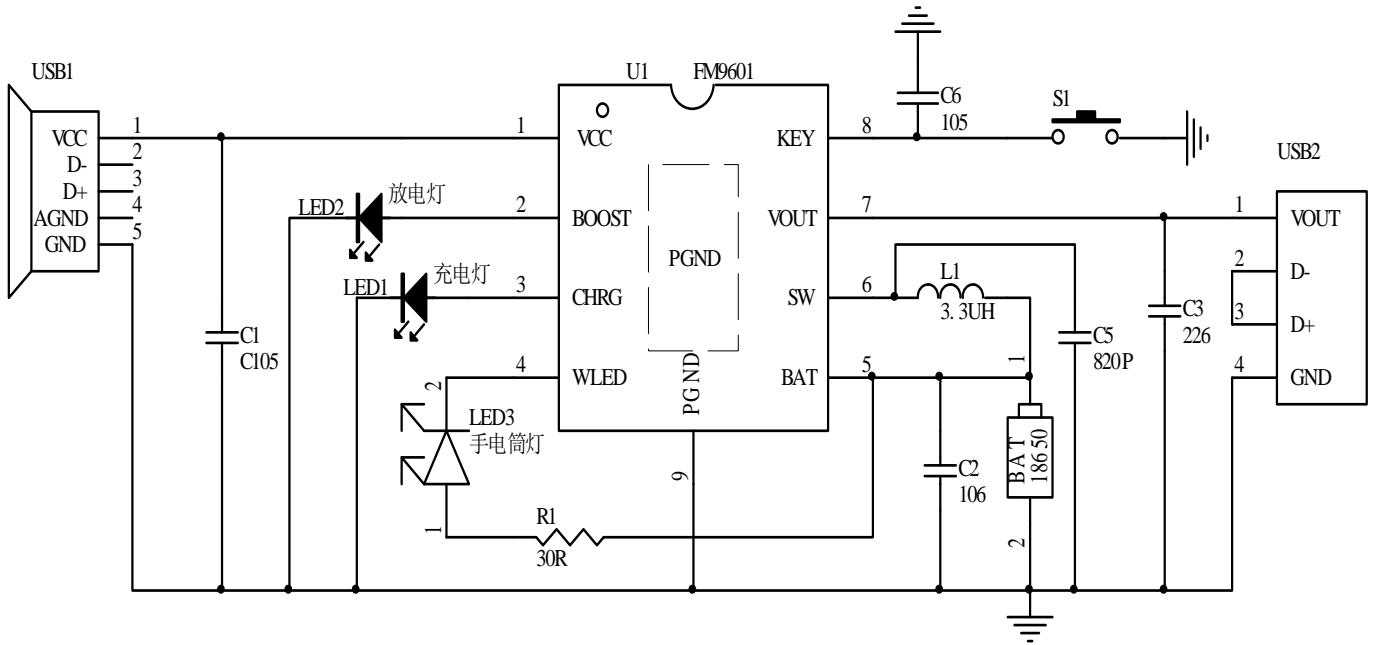 USB1
VCC 1
D- 2
D+ 3
AGND 4
GND 5
C1
C105
LED2 放电灯
LED1 充电灯
LED3
手电筒灯
R1
30R
U1 FM9601
1 VCC
2 BOOST
3 CHRG
4 WLED
PGND
PGND
9
KEY 8
VOUT 7
SW 6
BAT 5
2
1
C6
105
S1
L1
3.3UH
C5
820P
C3
226
C2
106
1
BAT
18650
2
USB2
1 VOUT
2 D-
3 D+
4 GND